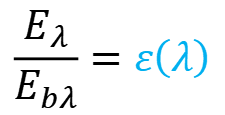 E_λ / E_bλ = ε(λ)